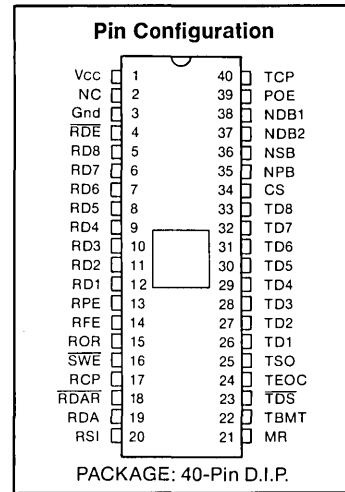 Pin Configuration
Vcc 1 40 TCP
NC 2 39 POE
Gnd 3 38 NDB1
R̅D̅E̅ 4 37 NDB2
RD8 5 36 NSB
RD7 6 35 NPB
RD6 7 34 CS
RD5 8 33 TD8
RD4 9 32 TD7
RD3 10 31 TD6
RD2 11 30 TD5
RD1 12 29 TD4
RPE 13 28 TD3
RFE 14 27 TD2
ROR 15 26 TD1
S̅W̅E̅ 16 25 TSO
RCP 17 24 TEOC
R̅D̅A̅R̅ 18 23 T̅D̅S̅
RDA 19 22 TBMT
RSI 20 21 MR
PACKAGE: 40-Pin D.I.P.